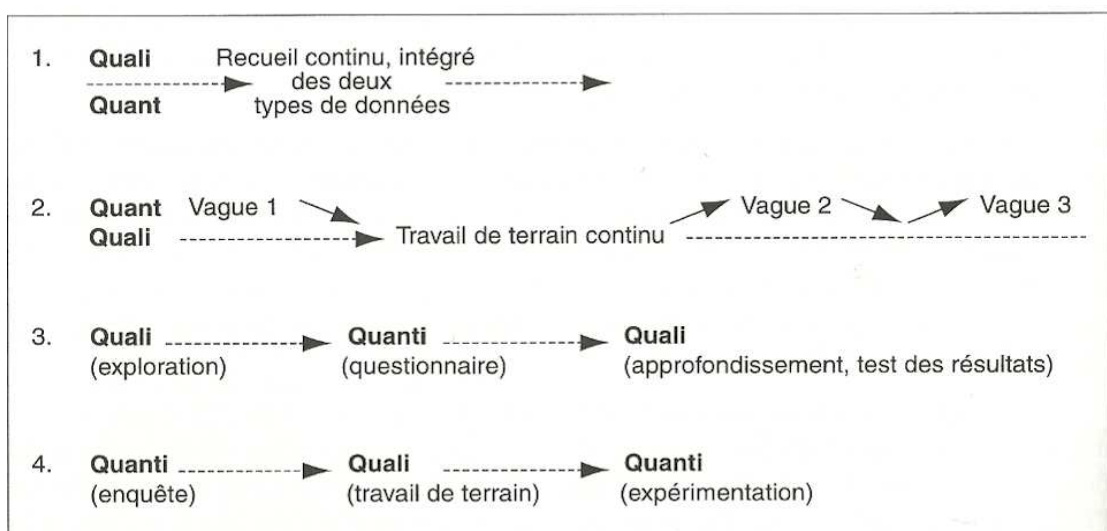 1. Quali Recueil continu, intégré
des deux
Quant types de données
2. Quant Vague 1 Vague 2 Vague 3
Quali Travail de terrain continu
3. Quali Quanti Quali
(exploration) (questionnaire) (approfondissement, test des résultats)
4. Quanti Quali Quanti
(enquête) (travail de terrain) (expérimentation)